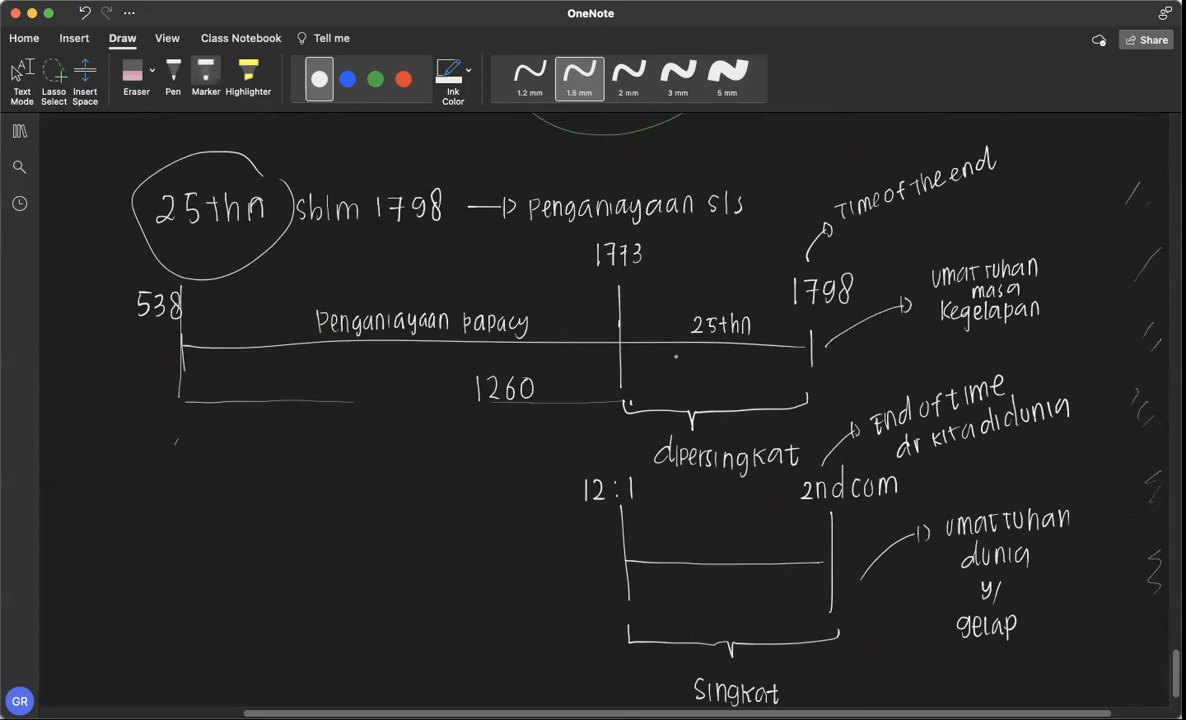 OneNote
Home Insert Draw View Class Notebook Tell me
Share
Text Mode
Lasso Select
Insert Space
Eraser
Pen
Marker
Highlighter
Ink Color
1.2 mm
1.5 mm
2 mm
3 mm
5 mm
25thn sblm 1798 → penganiayaan sls
Time of the end
1773
1798
538
Penganiayaan papacy
25thn
umat tuhan
masa
kegelapan
1260
dipersingkat
End of time
dr kita di dunia
12:1
2nd com
umat tuhan
dunia
y/
gelap
singkat
GR